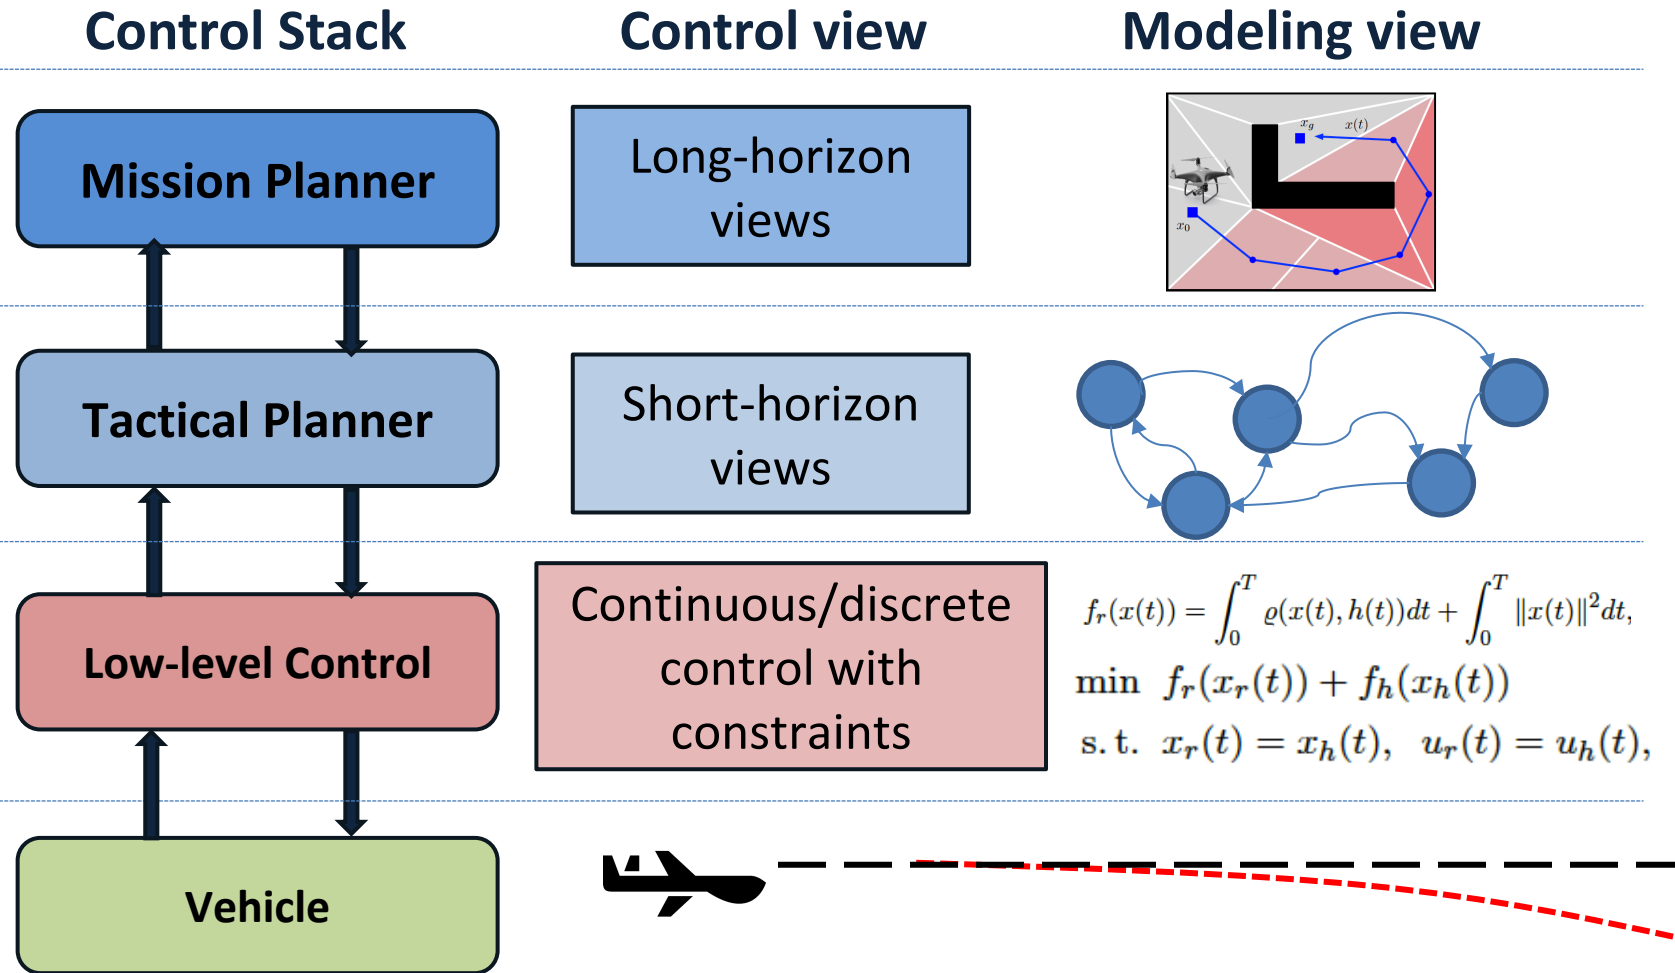 Control Stack
Control view
Modeling view
Mission Planner
Long-horizon
views
x_g
x(t)
x_0
Tactical Planner
Short-horizon
views
Low-level Control
Continuous/discrete
control with
constraints
f_r(x(t)) = ∫_0^T ϱ(x(t), h(t))dt + ∫_0^T ‖x(t)‖^2 dt,
min f_r(x_r(t)) + f_h(x_h(t))
s. t. x_r(t) = x_h(t), u_r(t) = u_h(t),
Vehicle